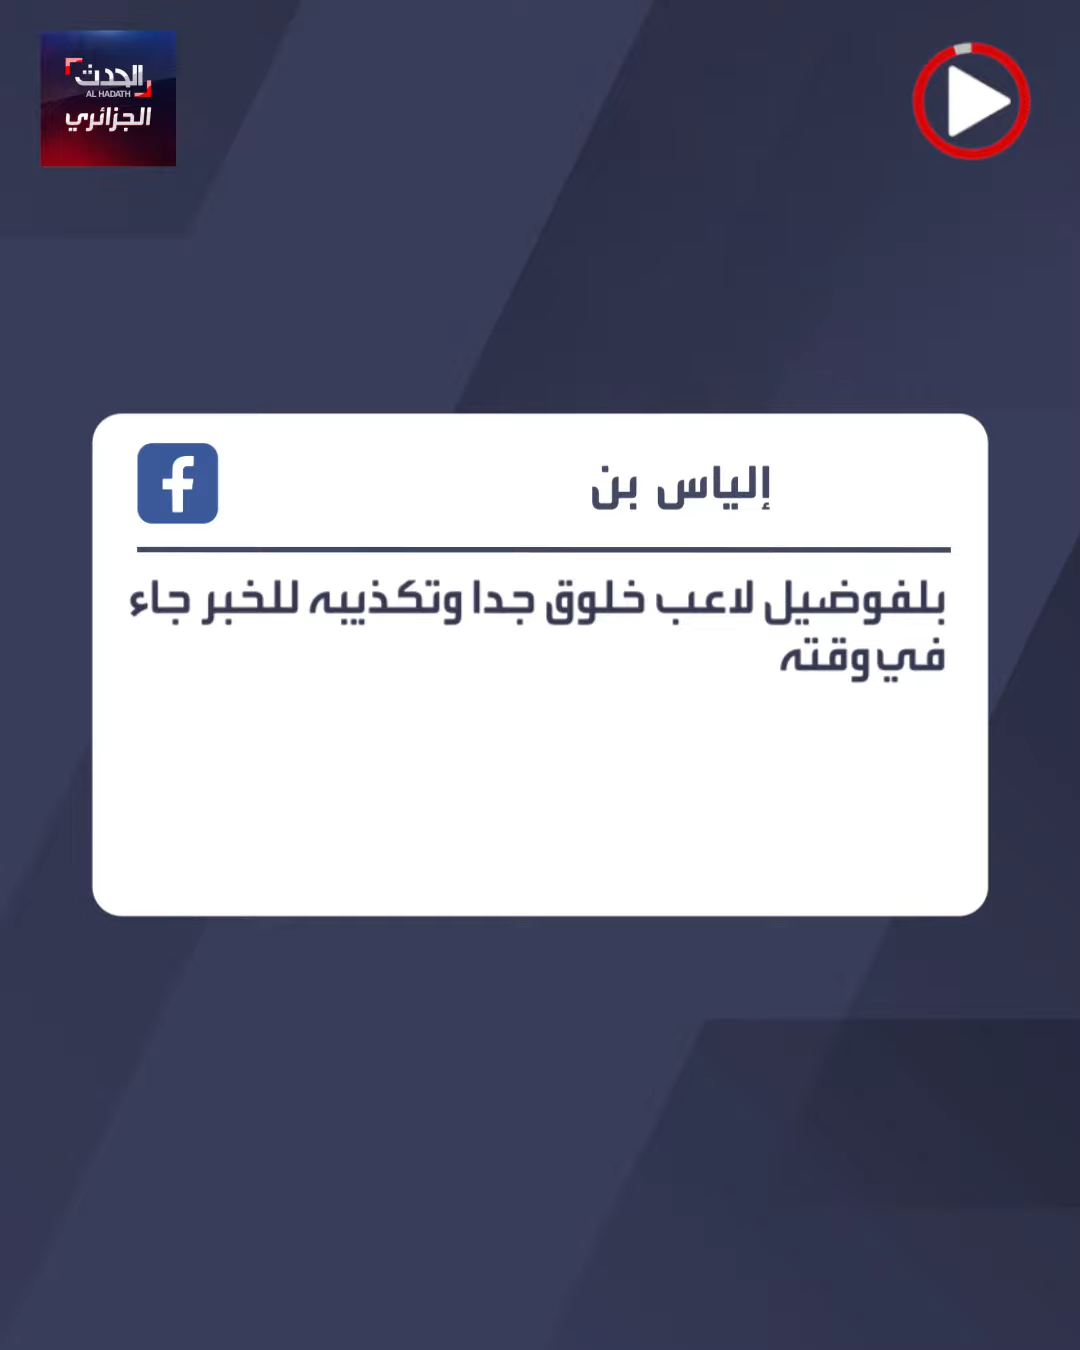 الحدث
AL HADATH
الجزائري
إلياس بن
بلفوضيل لاعب خلوق جدا وتكذيبه للخبر جاء
في وقته